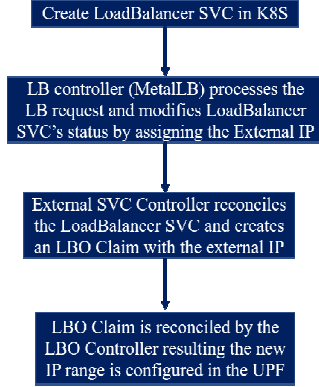 Create LoadBalancer SVC in K8S
LB controller (MetalLB) processes the
LB request and modifies LoadBalancer
SVC's status by assigning the External IP
External SVC Controller reconciles
the LoadBalancer SVC and creates
an LBO Claim with the external IP
LBO Claim is reconciled by the
LBO Controller resulting the new
IP range is configured in the UPF